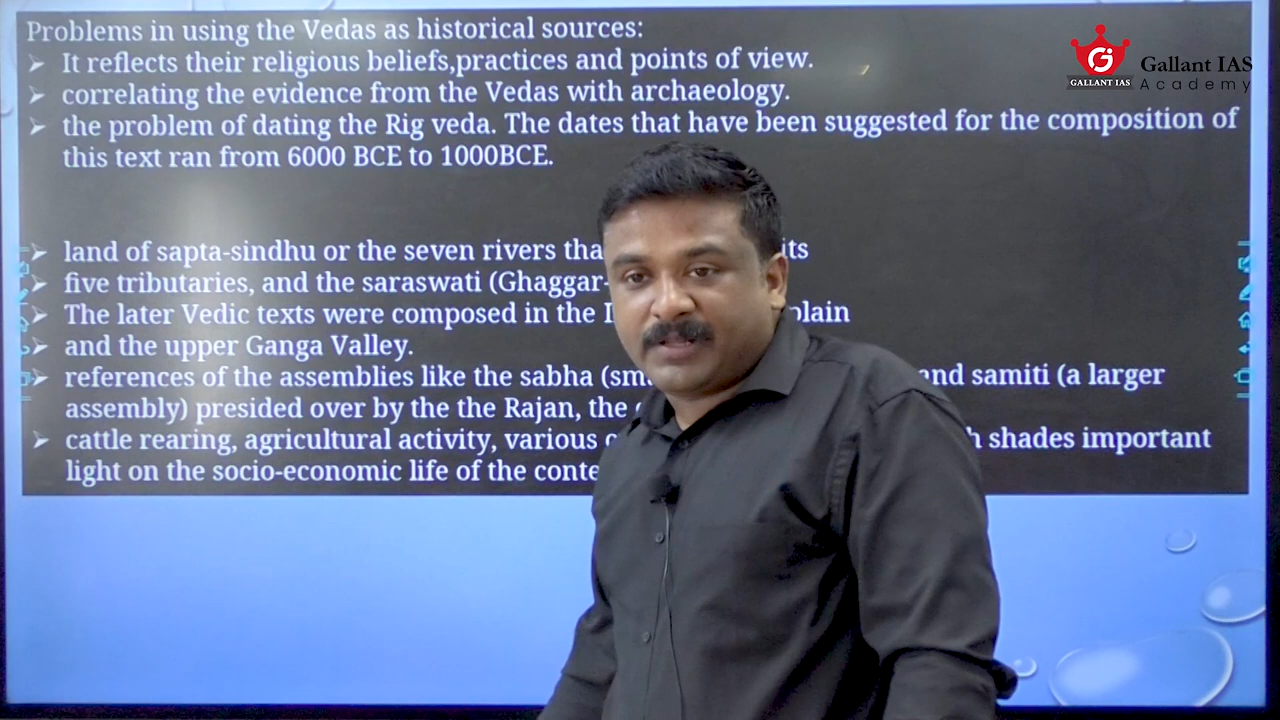 Problems in using the Vedas as historical sources:
➤ It reflects their religious beliefs,practices and points of view.
➤ correlating the evidence from the Vedas with archaeology.
➤ the problem of dating the Rig veda. The dates that have been suggested for the composition of
this text ran from 6000 BCE to 1000BCE.
➤ land of sapta-sindhu or the seven rivers its
➤ five tributaries, and the saraswati (Ghaggar-
➤ The later Vedic texts were composed in the plain
➤ and the upper Ganga Valley.
➤ references of the assemblies like the sabha and samiti (a larger
assembly) presided over by the the Rajan, the
➤ cattle rearing, agricultural activity, various shades important
light on the socio-economic life of the
Gi
GALLANT IAS
Gallant IAS
Academy